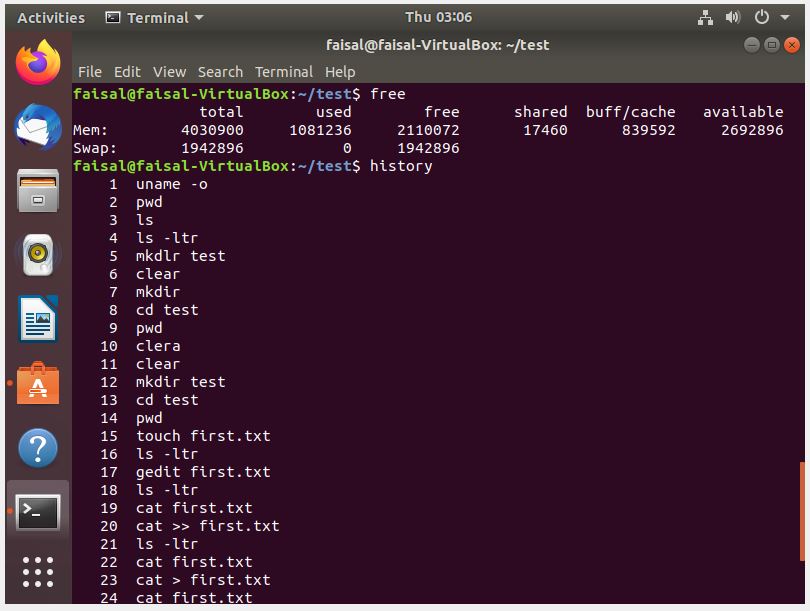 Activities Terminal Thu 03:06
faisal@faisal-VirtualBox: ~/test
File Edit View Search Terminal Help
faisal@faisal-VirtualBox:~/test$ free
total used free shared buff/cache available
Mem: 4030900 1081236 2110072 17460 839592 2692896
Swap: 1942896 0 1942896
faisal@faisal-VirtualBox:~/test$ history
1 uname -o
2 pwd
3 ls
4 ls -ltr
5 mkdlr test
6 clear
7 mkdir
8 cd test
9 pwd
10 clera
11 clear
12 mkdir test
13 cd test
14 pwd
15 touch first.txt
16 ls -ltr
17 gedit first.txt
18 ls -ltr
19 cat first.txt
20 cat >> first.txt
21 ls -ltr
22 cat first.txt
23 cat > first.txt
24 cat first.txt